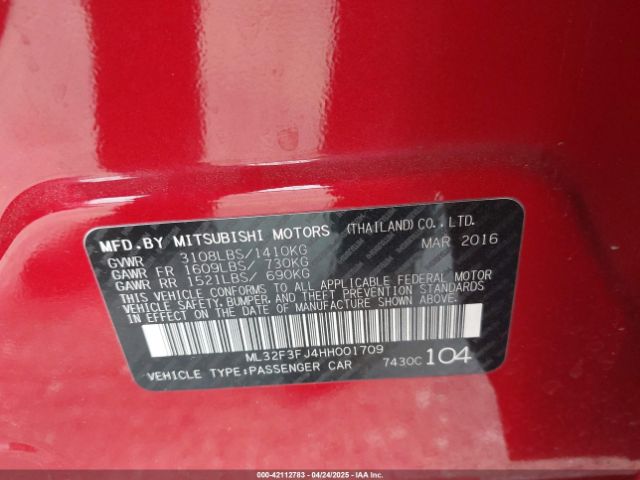 MFD. BY MITSUBISHI MOTORS (THAILAND) CO., LTD.
MAR 2016
GVWR 3108LBS/1410KG
GAWR FR 1609LBS/ 730KG
GAWR RR 1521LBS/ 690KG
THIS VEHICLE CONFORMS TO ALL APPLICABLE FEDERAL MOTOR
VEHICLE SAFETY, BUMPER, AND THEFT PREVENTION STANDARDS
IN EFFECT ON THE DATE OF MANUFACTURE SHOWN ABOVE.
ML32F3FJ4HH001709
VEHICLE TYPE:PASSENGER CAR 7430C 104
000-42112783 - 04/24/2025 - IAA Inc.